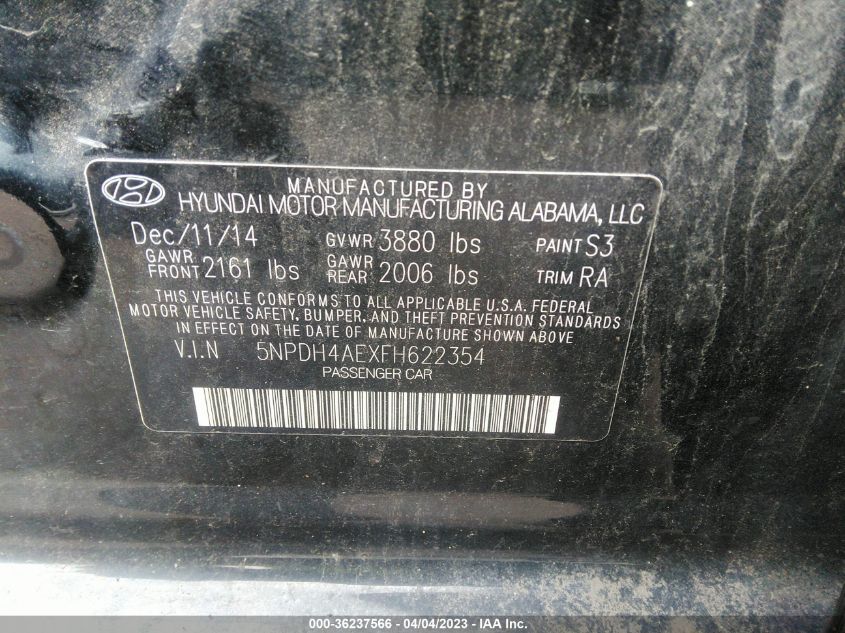 MANUFACTURED BY
HYUNDAI MOTOR MANUFACTURING ALABAMA, LLC
Dec/11/14 GVWR 3880 lbs PAINT S3
GAWR FRONT 2161 lbs GAWR REAR 2006 lbs TRIM RA
THIS VEHICLE CONFORMS TO ALL APPLICABLE U.S.A. FEDERAL
MOTOR VEHICLE SAFETY, BUMPER, AND THEFT PREVENTION STANDARDS
IN EFFECT ON THE DATE OF MANUFACTURE SHOWN ABOVE
V.I.N 5NPDH4AEXFH622354
PASSENGER CAR
000-36237566 - 04/04/2023 - IAA Inc.